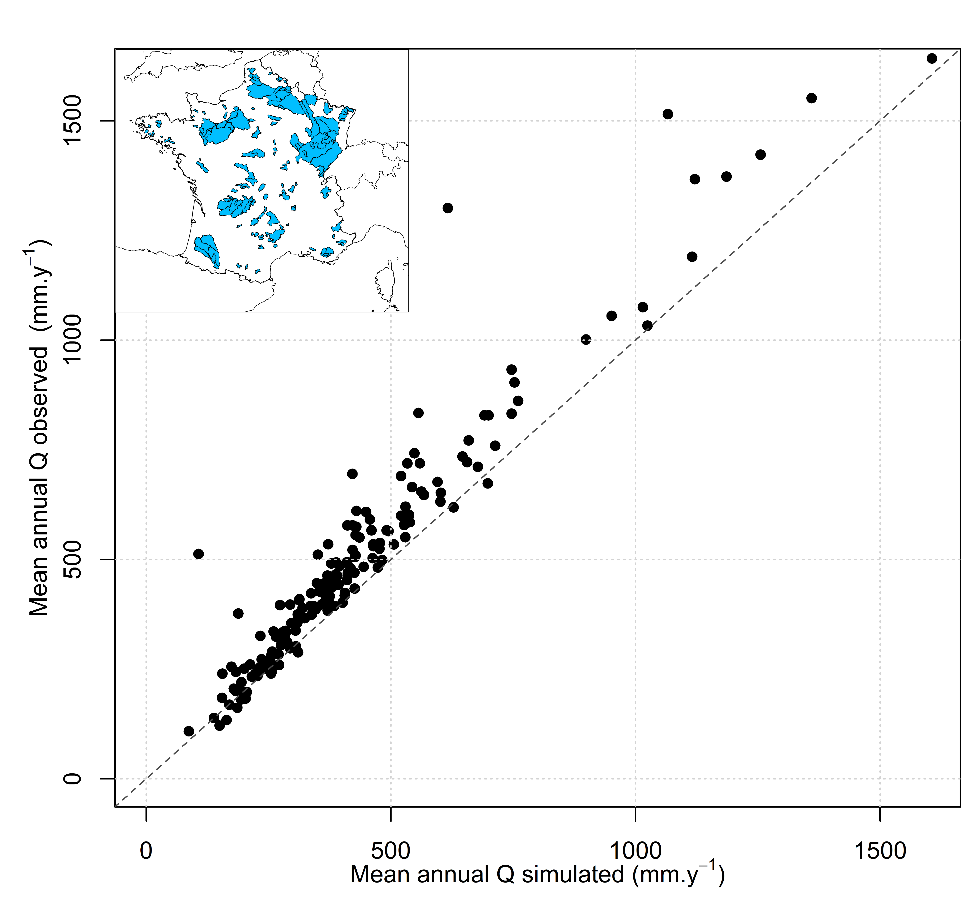 1500
1000
500
0
Mean annual Q observed (mm.y⁻¹)
0 500 1000 1500
Mean annual Q simulated (mm.y⁻¹)